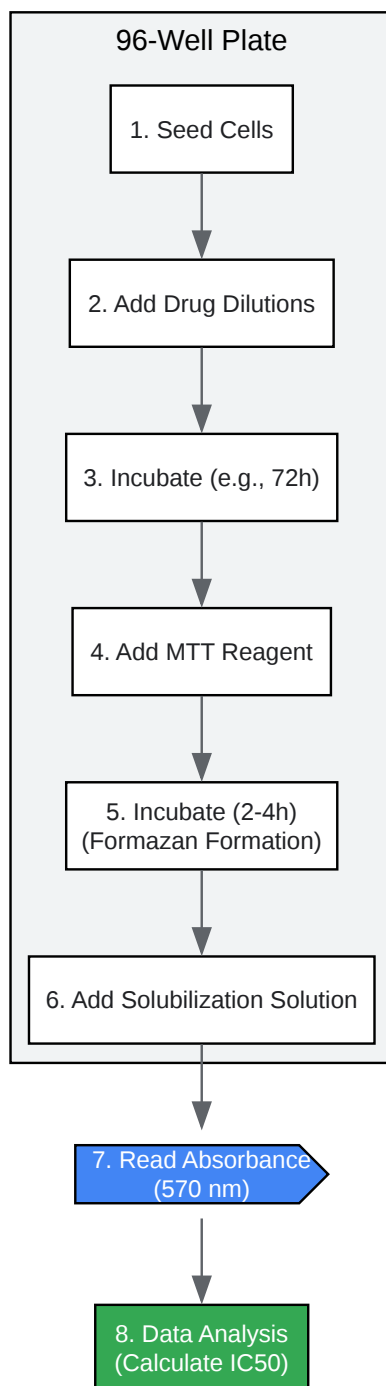 96-Well Plate
1. Seed Cells
2. Add Drug Dilutions
3. Incubate (e.g., 72h)
4. Add MTT Reagent
5. Incubate (2-4h)
(Formazan Formation)
6. Add Solubilization Solution
7. Read Absorbance
(570 nm)
8. Data Analysis
(Calculate IC50)